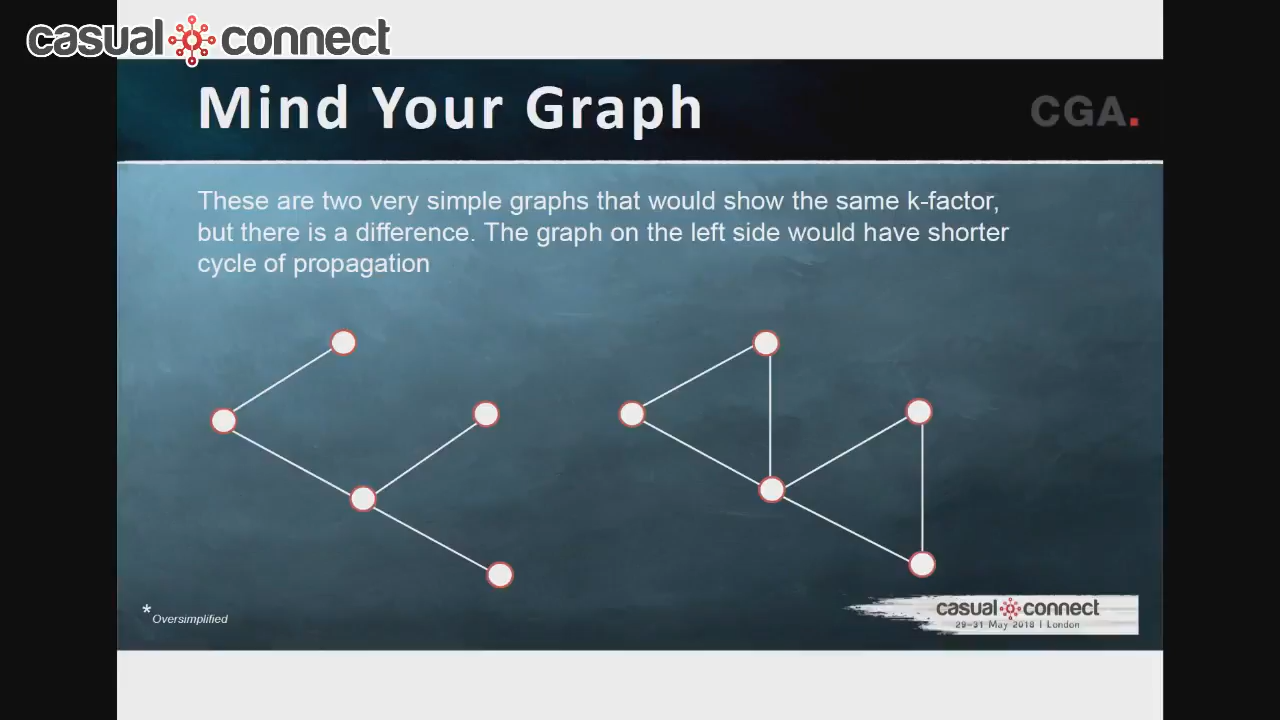 casual connect
Mind Your Graph
CGA.
These are two very simple graphs that would show the same k-factor,
but there is a difference. The graph on the left side would have shorter
cycle of propagation
*Oversimplified
casual connect
29-31 May 2018 | London